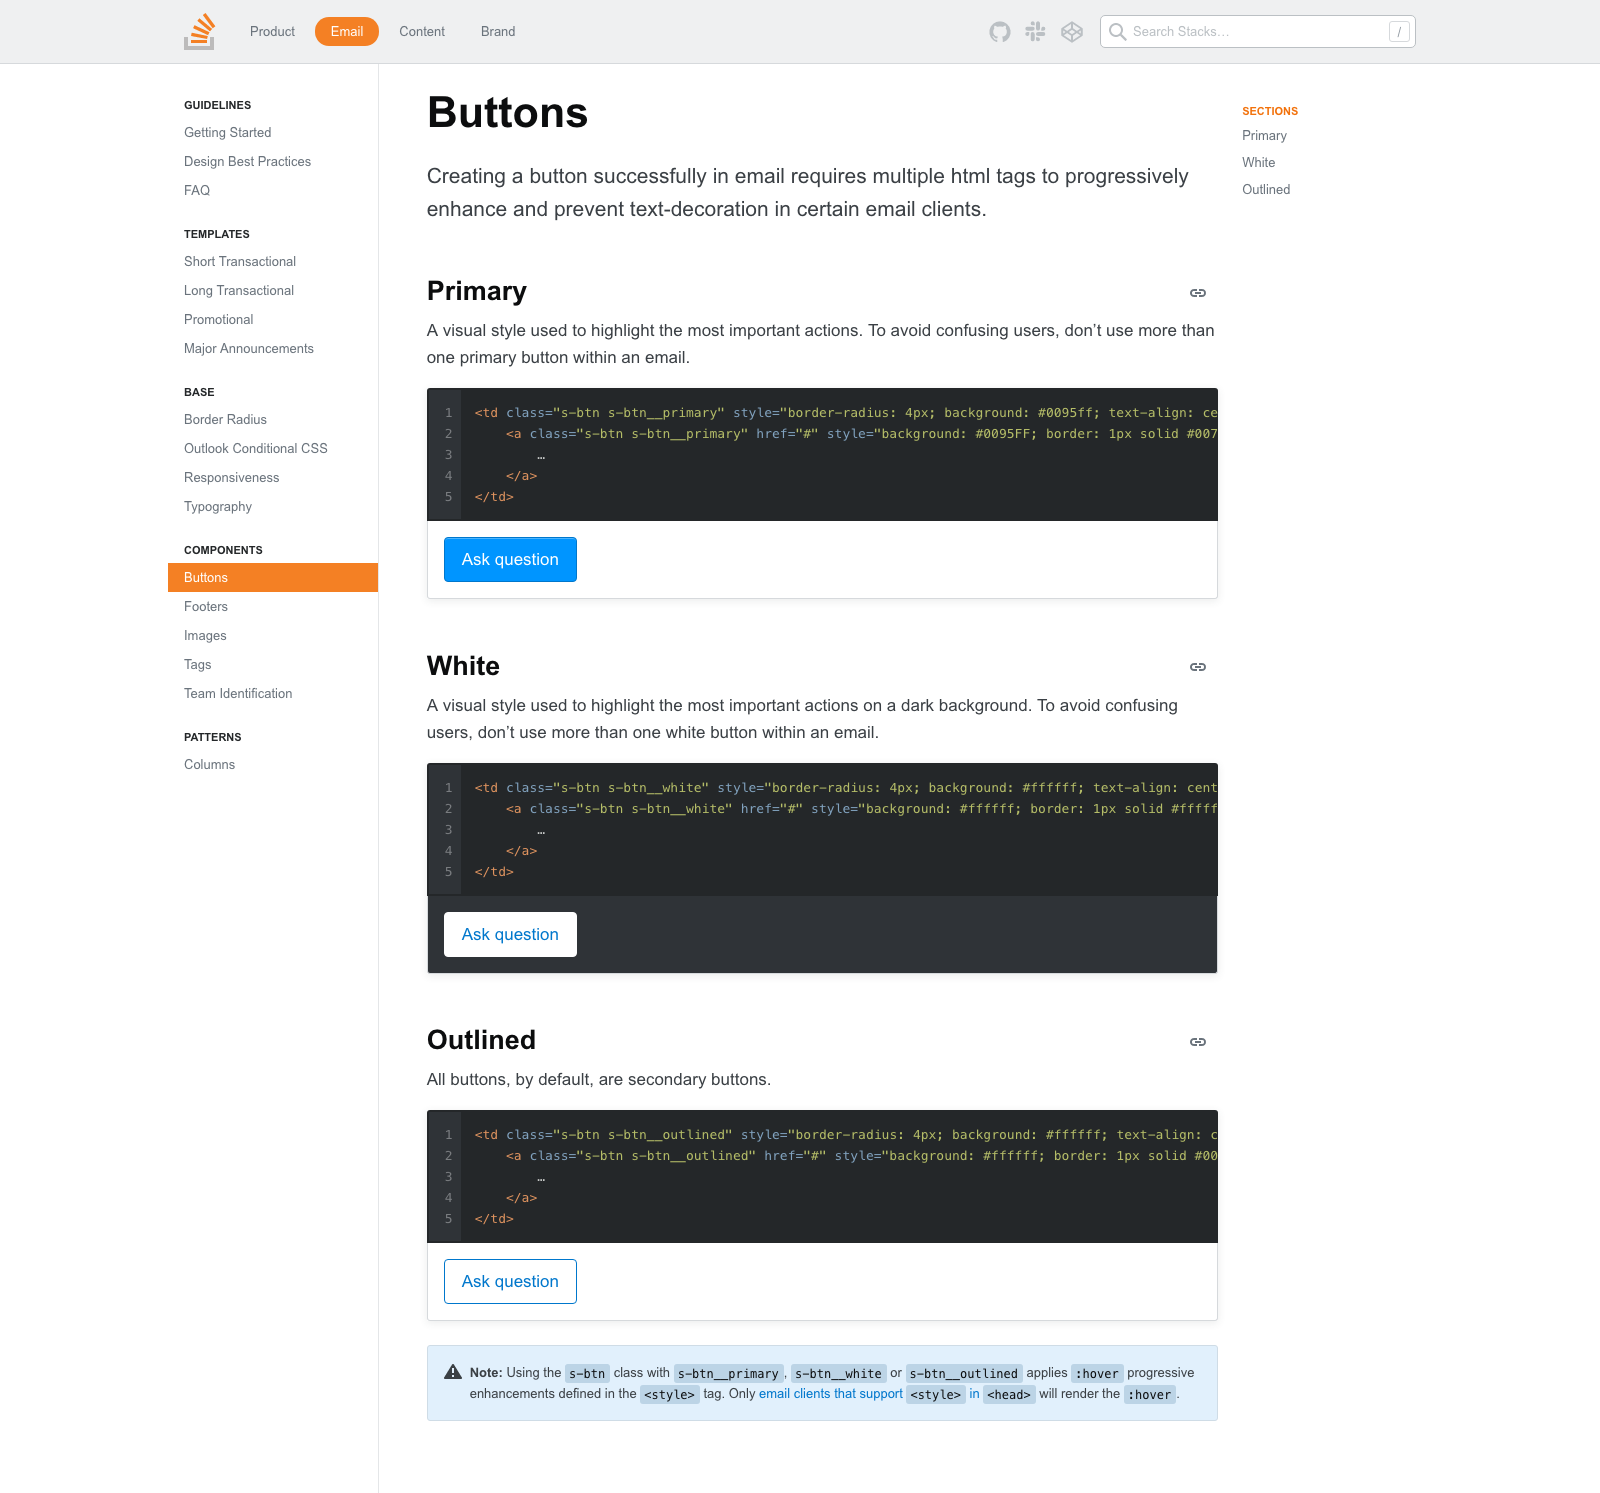 Product
Email
Content
Brand
Search Stacks…
/
GUIDELINES
Getting Started
Design Best Practices
FAQ
TEMPLATES
Short Transactional
Long Transactional
Promotional
Major Announcements
BASE
Border Radius
Outlook Conditional CSS
Responsiveness
Typography
COMPONENTS
Buttons
Footers
Images
Tags
Team Identification
PATTERNS
Columns
Buttons
Creating a button successfully in email requires multiple html tags to progressively
enhance and prevent text-decoration in certain email clients.
Primary
A visual style used to highlight the most important actions. To avoid confusing users, don’t use more than
one primary button within an email.
1 <td class="s-btn s-btn__primary" style="border-radius: 4px; background: #0095ff; text-align: ce
2 <a class="s-btn s-btn__primary" href="#" style="background: #0095FF; border: 1px solid #007
3 …
4 </a>
5 </td>
Ask question
White
A visual style used to highlight the most important actions on a dark background. To avoid confusing
users, don’t use more than one white button within an email.
1 <td class="s-btn s-btn__white" style="border-radius: 4px; background: #ffffff; text-align: cent
2 <a class="s-btn s-btn__white" href="#" style="background: #ffffff; border: 1px solid #fffff
3 …
4 </a>
5 </td>
Ask question
Outlined
All buttons, by default, are secondary buttons.
1 <td class="s-btn s-btn__outlined" style="border-radius: 4px; background: #ffffff; text-align: c
2 <a class="s-btn s-btn__outlined" href="#" style="background: #ffffff; border: 1px solid #00
3 …
4 </a>
5 </td>
Ask question
Note: Using the s-btn class with s-btn__primary, s-btn__white or s-btn__outlined applies :hover progressive
enhancements defined in the <style> tag. Only email clients that support <style> in <head> will render the :hover.
SECTIONS
Primary
White
Outlined